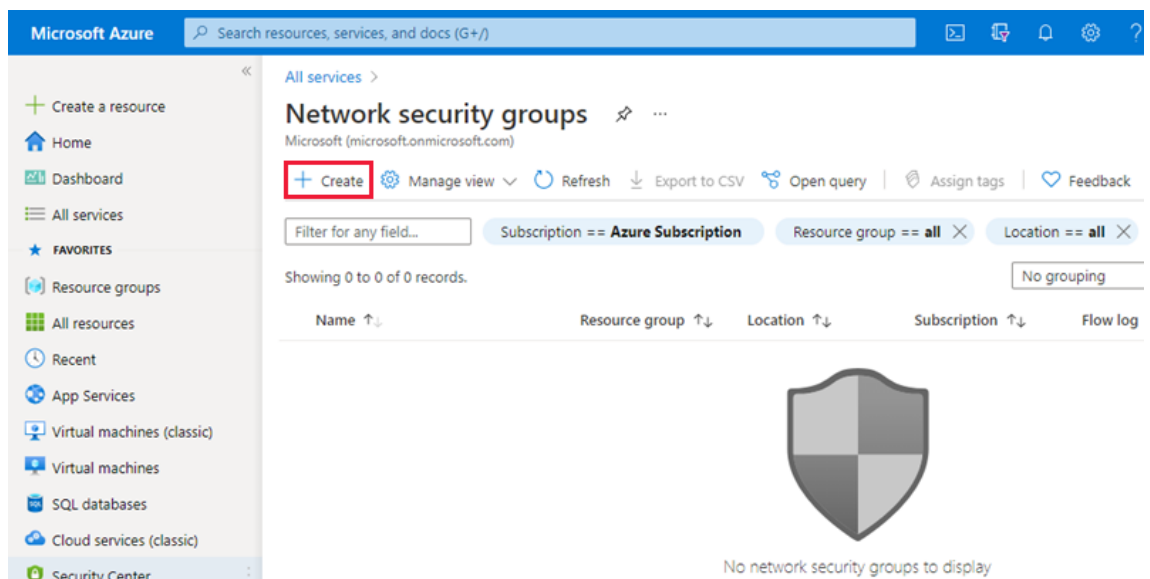 Microsoft Azure
Search resources, services, and docs (G+/)
All services >
Network security groups
Microsoft (microsoft.onmicrosoft.com)
Create
Manage view
Refresh
Export to CSV
Open query
Assign tags
Feedback
Filter for any field...
Subscription == Azure Subscription
Resource group == all
Location == all
Showing 0 to 0 of 0 records.
No grouping
Name
Resource group
Location
Subscription
Flow log
No network security groups to display
Create a resource
Home
Dashboard
All services
FAVORITES
Resource groups
All resources
Recent
App Services
Virtual machines (classic)
Virtual machines
SQL databases
Cloud services (classic)
Security Center